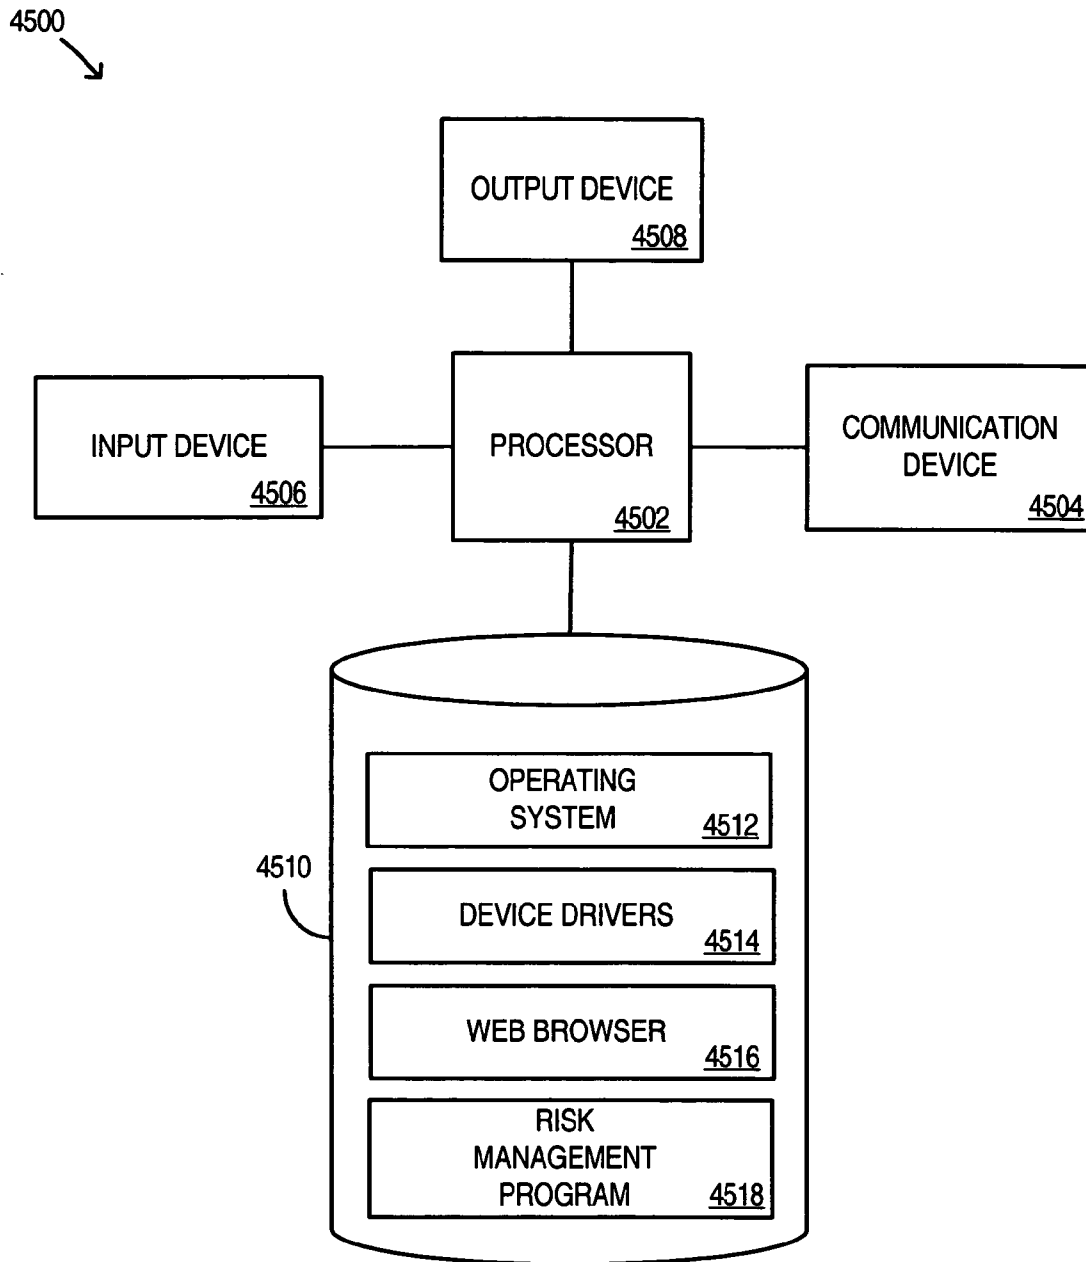 4500
OUTPUT DEVICE
4508
INPUT DEVICE
4506
PROCESSOR
4502
COMMUNICATION
DEVICE
4504
4510
OPERATING
SYSTEM
4512
DEVICE DRIVERS
4514
WEB BROWSER
4516
RISK
MANAGEMENT
PROGRAM
4518